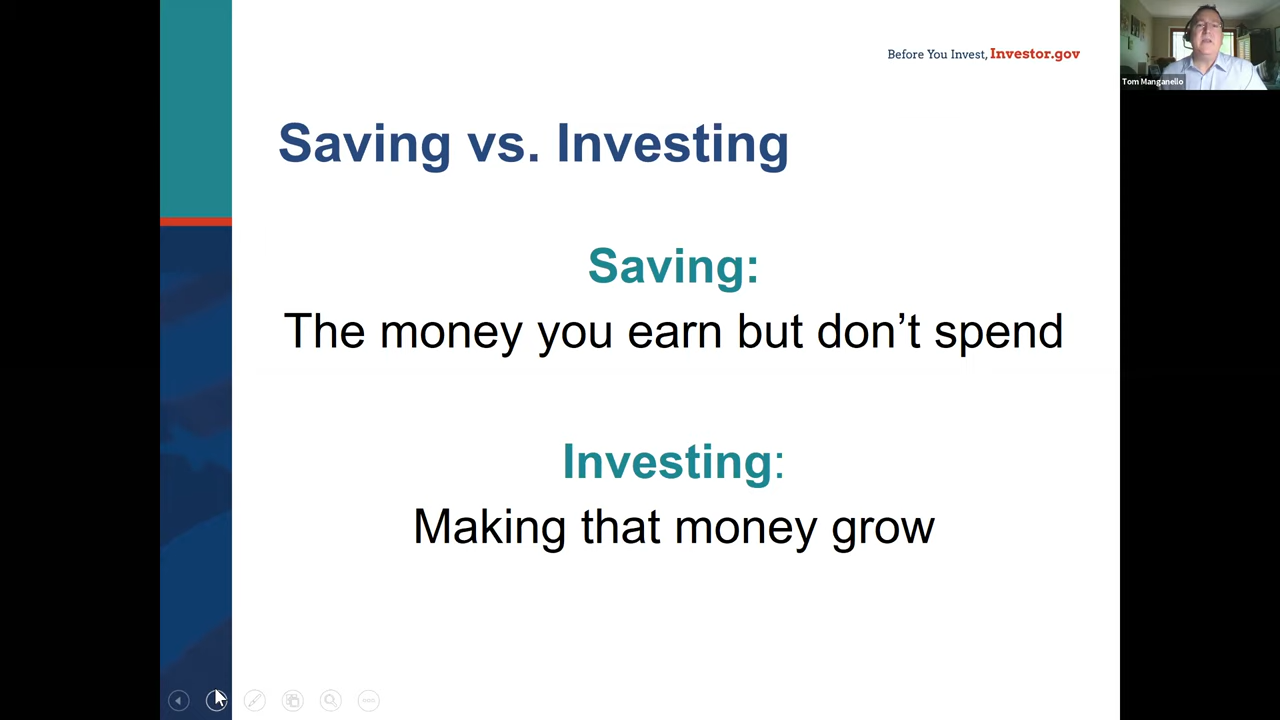 Before You Invest, Investor.gov
Tom Manganello
Saving vs. Investing
Saving:
The money you earn but don’t spend
Investing:
Making that money grow